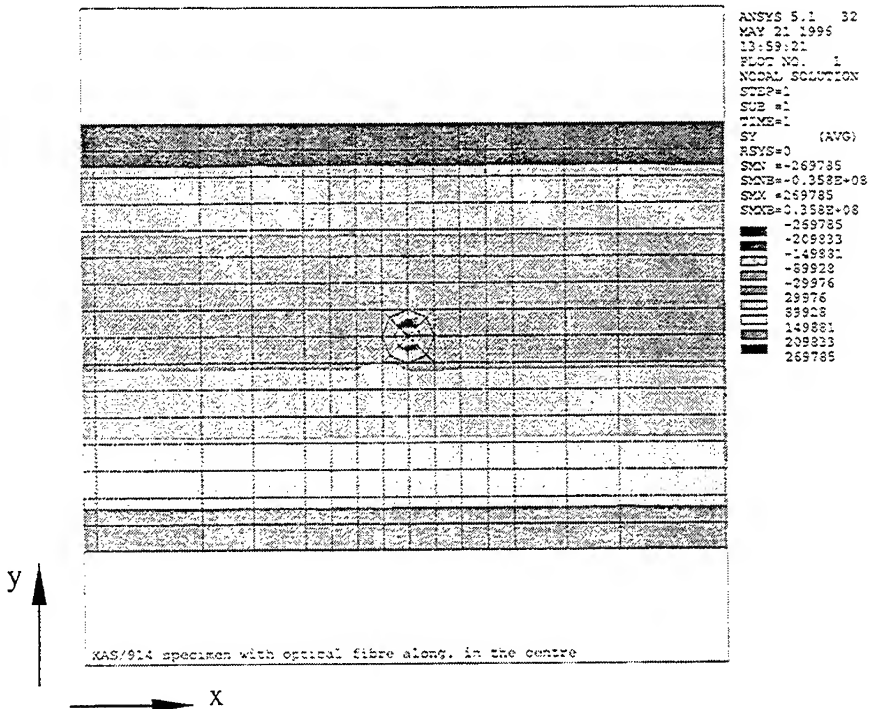 ANSYS 5.1 32
MAY 21 1996
13:59:21
PLOT NO. 1
NODAL SOLUTION
STEP=1
SUB =1
TIME=1
SY (AVG)
RSYS=0
SMN =-269785
SMNB=-0.358E+08
SMX =269785
SMXB=0.358E+08
-269785
-209833
-149881
-89928
-29976
29976
89928
149881
209833
269785
XAS/914 specimen with optical fibre along, in the centre
y
x